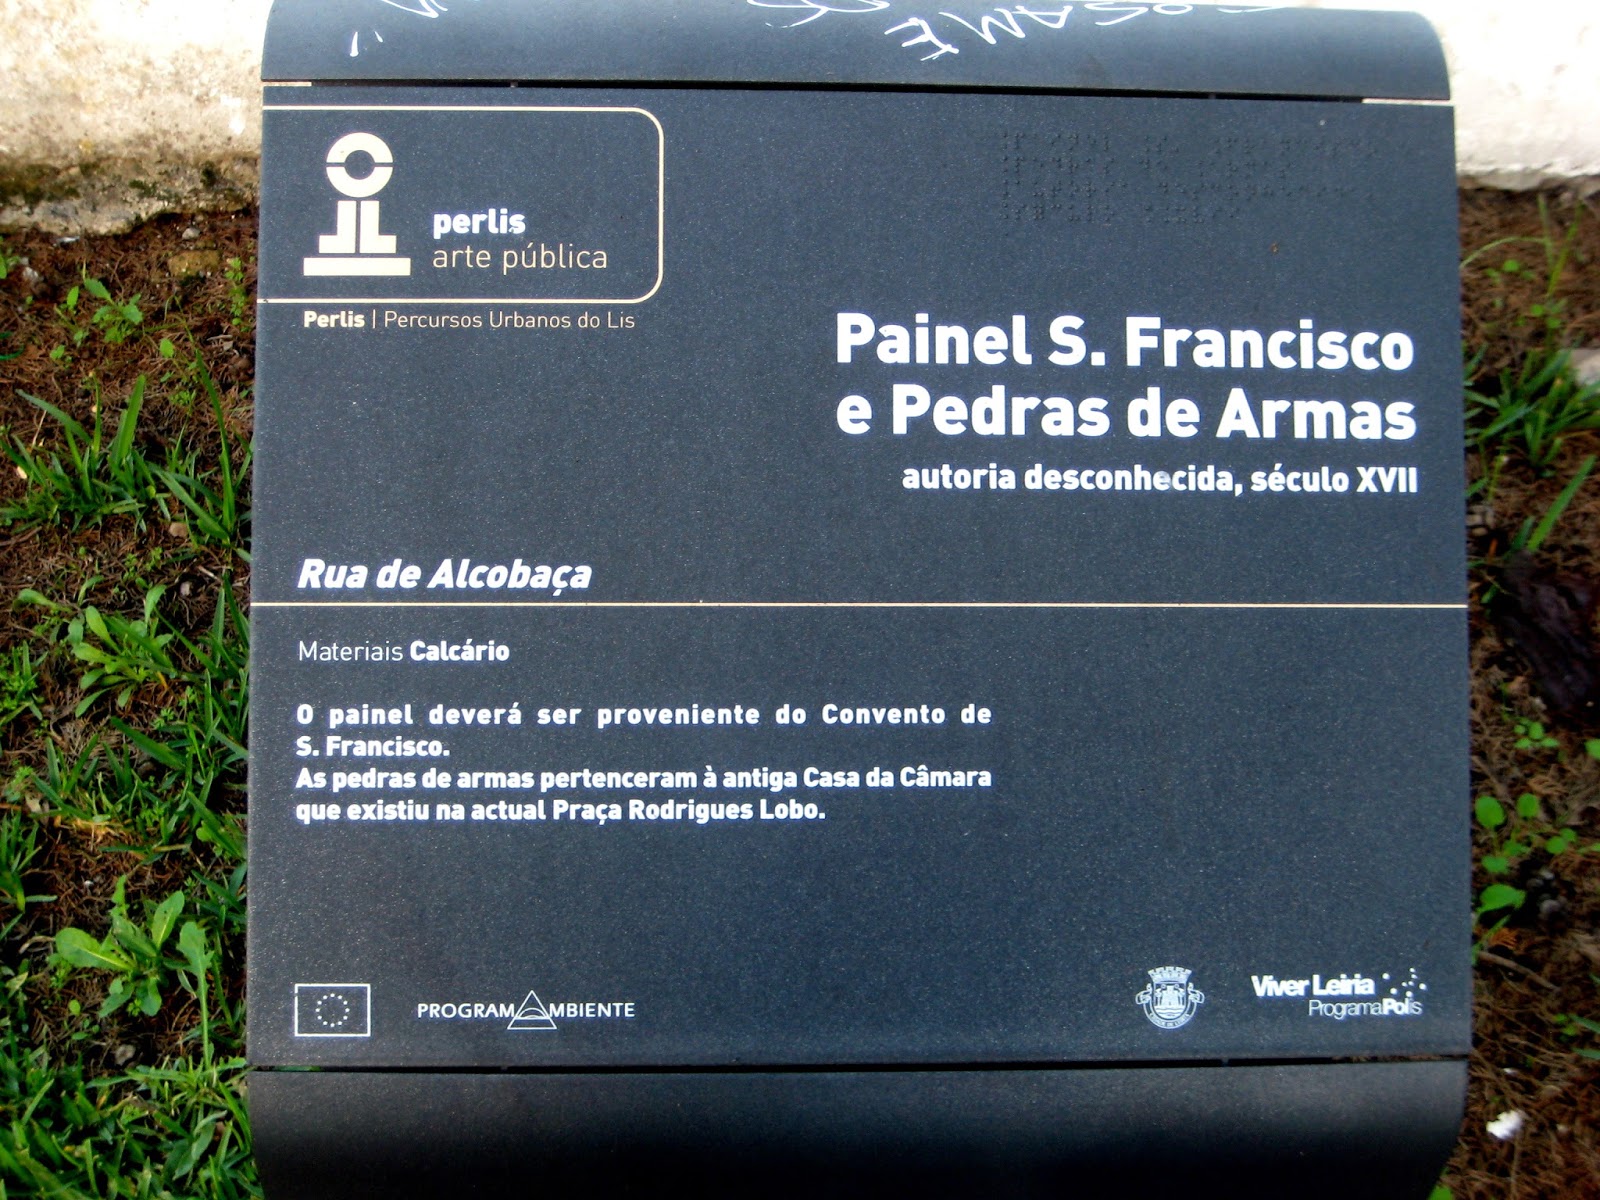 perlis
arte pública
Perlis | Percursos Urbanos do Lis
Painel S. Francisco
e Pedras de Armas
autoria desconhecida, século XVII
Rua de Alcobaça
Materiais Calcário
O painel deverá ser proveniente do Convento de
S. Francisco.
As pedras de armas pertenceram à antiga Casa da Câmara
que existiu na actual Praça Rodrigues Lobo.
PROGRAMAMBIENTE
Viver Leiria
ProgramaPolis